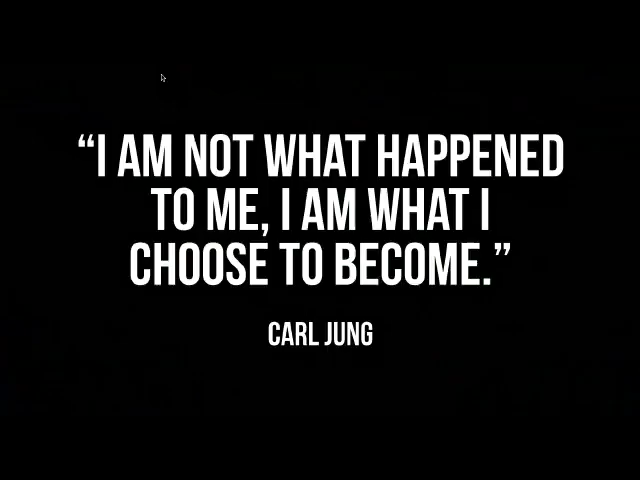 “I AM NOT WHAT HAPPENED
TO ME, I AM WHAT I
CHOOSE TO BECOME.”
CARL JUNG